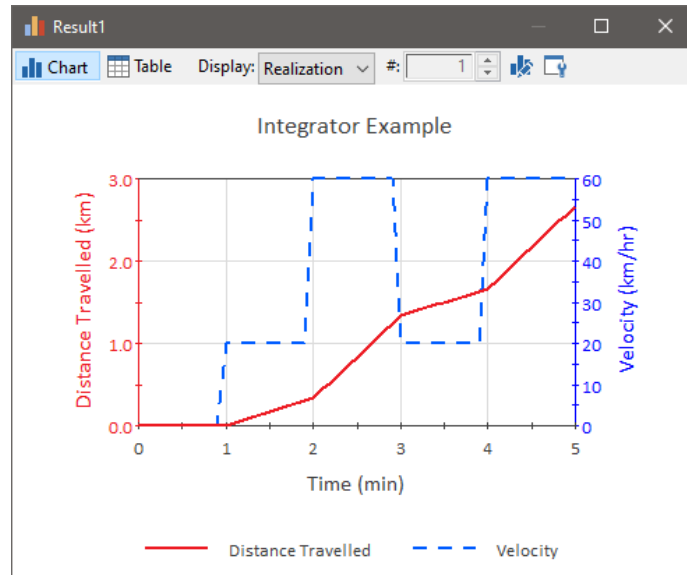 Result1
Chart Table Display: Realization #: 1
Integrator Example
3.0 60
50
2.0 40
30
1.0 20
10
0.0 0
Distance Travelled (km)
Velocity (km/hr)
0 1 2 3 4 5
Time (min)
Distance Travelled Velocity